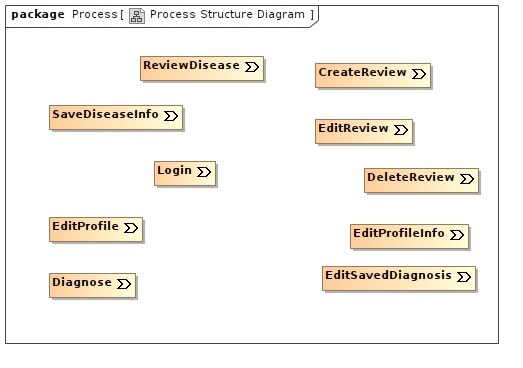 package Process[ Process Structure Diagram ]
ReviewDisease
CreateReview
SaveDiseaseInfo
EditReview
Login
DeleteReview
EditProfile
EditProfileInfo
Diagnose
EditSavedDiagnosis